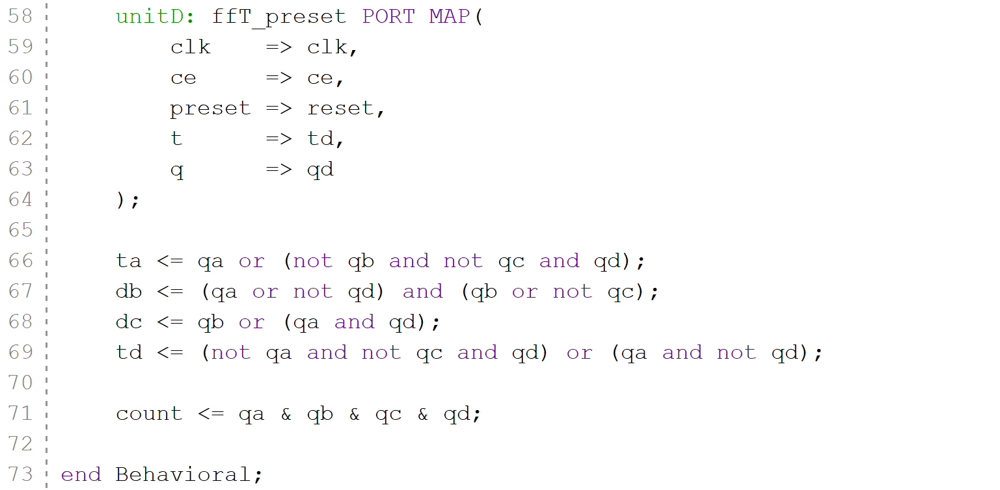 58 unitD: ffT_preset PORT MAP(
59 clk => clk,
60 ce => ce,
61 preset => reset,
62 t => td,
63 q => qd
64 );
65
66 ta <= qa or (not qb and not qc and qd);
67 db <= (qa or not qd) and (qb or not qc);
68 dc <= qb or (qa and qd);
69 td <= (not qa and not qc and qd) or (qa and not qd);
70
71 count <= qa & qb & qc & qd;
72
73 end Behavioral;